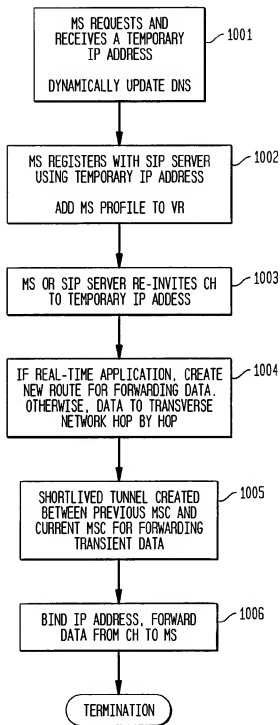 MS REQUESTS AND
RECEIVES A TEMPORARY
IP ADDRESS
DYNAMICALLY UPDATE DNS
1001
MS REGISTERS WITH SIP SERVER
USING TEMPORARY IP ADDRESS
ADD MS PROFILE TO VR
1002
MS OR SIP SERVER RE-INVITES CH
TO TEMPORARY IP ADDESS
1003
IF REAL-TIME APPLICATION, CREATE
NEW ROUTE FOR FORWARDING DATA.
OTHERWISE, DATA TO TRANSVERSE
NETWORK HOP BY HOP
1004
SHORTLIVED TUNNEL CREATED
BETWEEN PREVIOUS MSC AND
CURRENT MSC FOR FORWARDING
TRANSIENT DATA
1005
BIND IP ADDRESS, FORWARD
DATA FROM CH TO MS
1006
TERMINATION